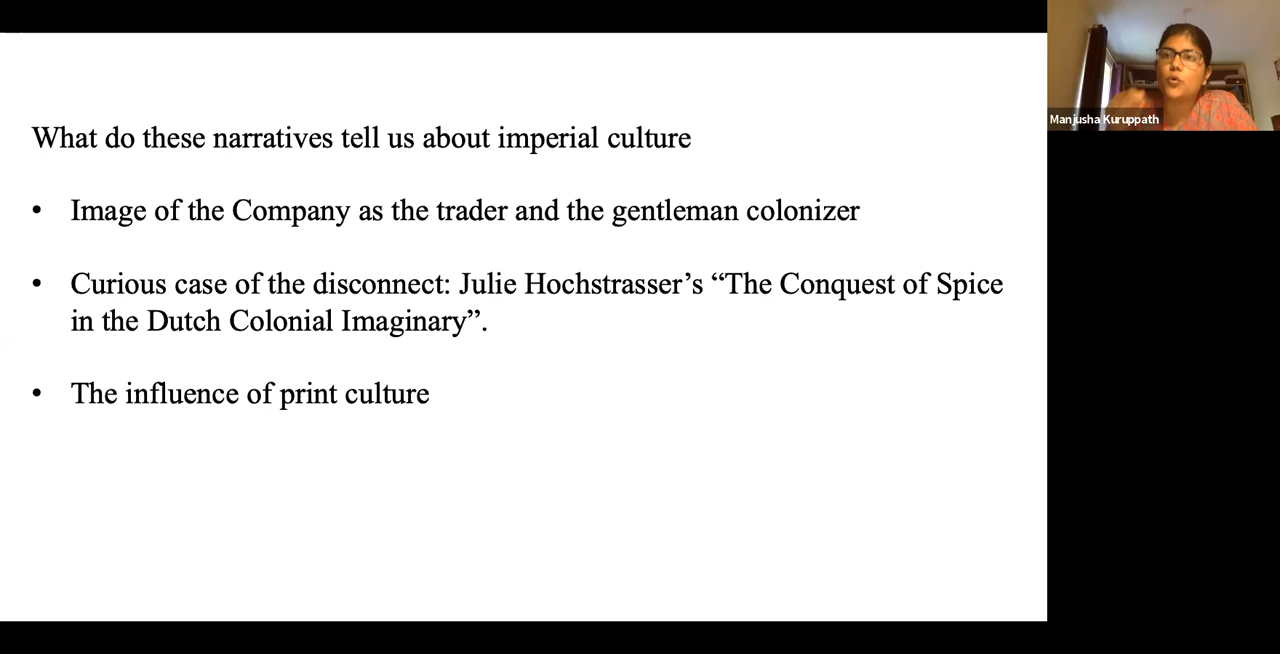 What do these narratives tell us about imperial culture
• Image of the Company as the trader and the gentleman colonizer
• Curious case of the disconnect: Julie Hochstrasser’s “The Conquest of Spice
in the Dutch Colonial Imaginary”.
• The influence of print culture
Manjusha Kuruppath